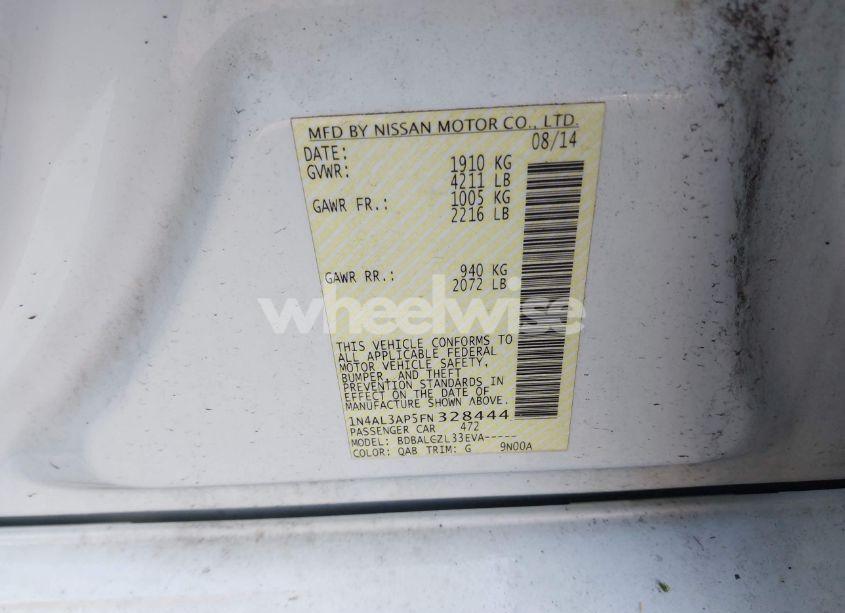 MFD BY NISSAN MOTOR CO., LTD.
DATE: 08/14
GVWR: 1910 KG
4211 LB
GAWR FR.: 1005 KG
2216 LB
GAWR RR.: 940 KG
2072 LB
wheelwise
THIS VEHICLE CONFORMS TO
ALL APPLICABLE FEDERAL
MOTOR VEHICLE SAFETY,
BUMPER, AND THEFT
PREVENTION STANDARDS IN
EFFECT ON THE DATE OF
MANUFACTURE SHOWN ABOVE.
1N4AL3AP5FN328444
PASSENGER CAR 472
MODEL: BDBALGZL33EVA-----
COLOR: QAB TRIM: G 9N00A